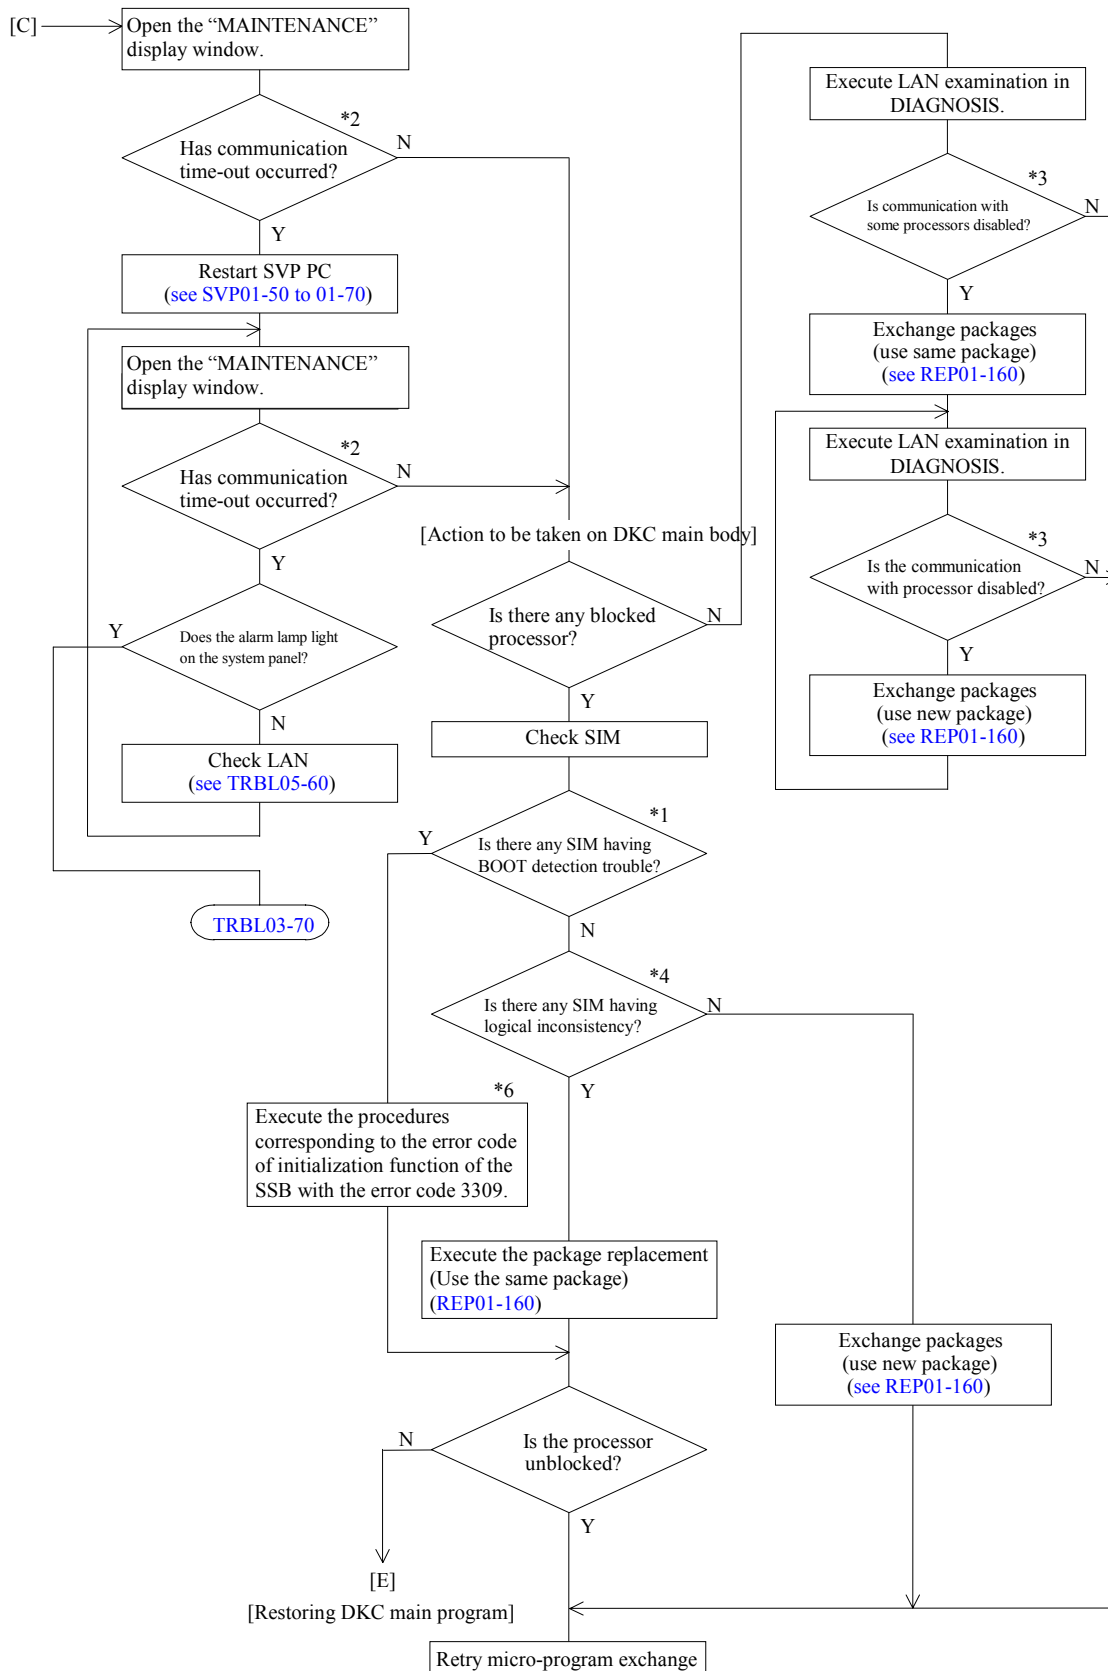 [C]
Open the “MAINTENANCE”
display window.
*2
Has communication
time-out occurred?
N
Y
Restart SVP PC
(see SVP01-50 to 01-70)
Open the “MAINTENANCE”
display window.
*2
Has communication
time-out occurred?
N
Y
Does the alarm lamp light
on the system panel?
Y
N
Check LAN
(see TRBL05-60)
TRBL03-70
[Action to be taken on DKC main body]
Is there any blocked
processor?
N
Y
Check SIM
*1
Is there any SIM having
BOOT detection trouble?
Y
N
*4
Is there any SIM having
logical inconsistency?
N
Y
*6
Execute the procedures
corresponding to the error code
of initialization function of the
SSB with the error code 3309.
Execute the package replacement
(Use the same package)
(REP01-160)
Is the processor
unblocked?
N
Y
[E]
[Restoring DKC main program]
Retry micro-program exchange
Execute LAN examination in
DIAGNOSIS.
*3
Is communication with
some processors disabled?
N
Y
Exchange packages
(use same package)
(see REP01-160)
Execute LAN examination in
DIAGNOSIS.
*3
Is the communication
with processor disabled?
N
Y
Exchange packages
(use new package)
(see REP01-160)
Exchange packages
(use new package)
(see REP01-160)